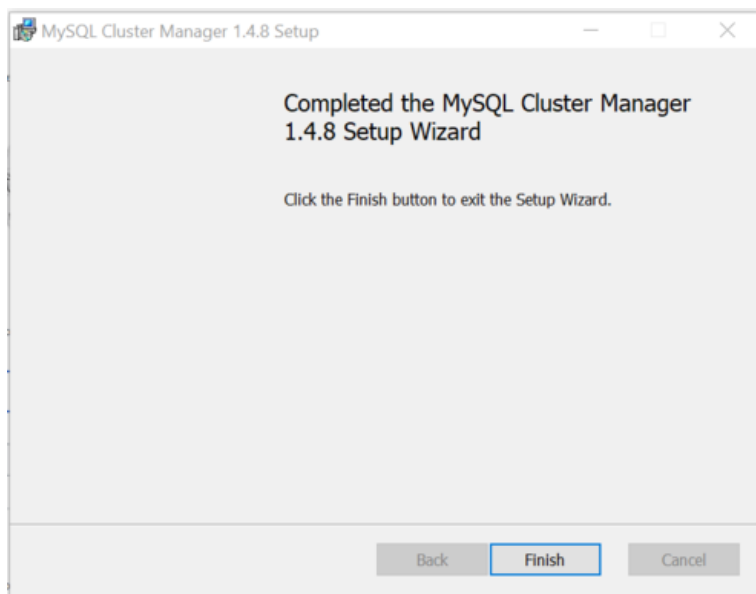 MySQL Cluster Manager 1.4.8 Setup
Completed the MySQL Cluster Manager
1.4.8 Setup Wizard
Click the Finish button to exit the Setup Wizard.
Back
Finish
Cancel